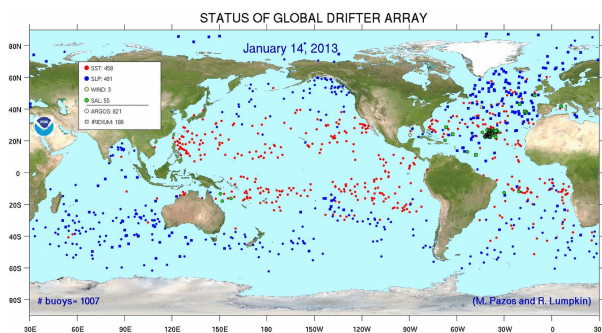 STATUS OF GLOBAL DRIFTER ARRAY
January 14, 2013
80N
60N
40N
20N
0
20S
40S
60S
80S
SST: 458
SLP: 491
WIND: 3
SAL: 55
ARGOS: 821
IRIDIUM: 186
# buoys= 1007
(M. Pazos and R. Lumpkin)
30E 60E 90E 120E 150E 180 150W 120W 90W 60W 30W 0 30E